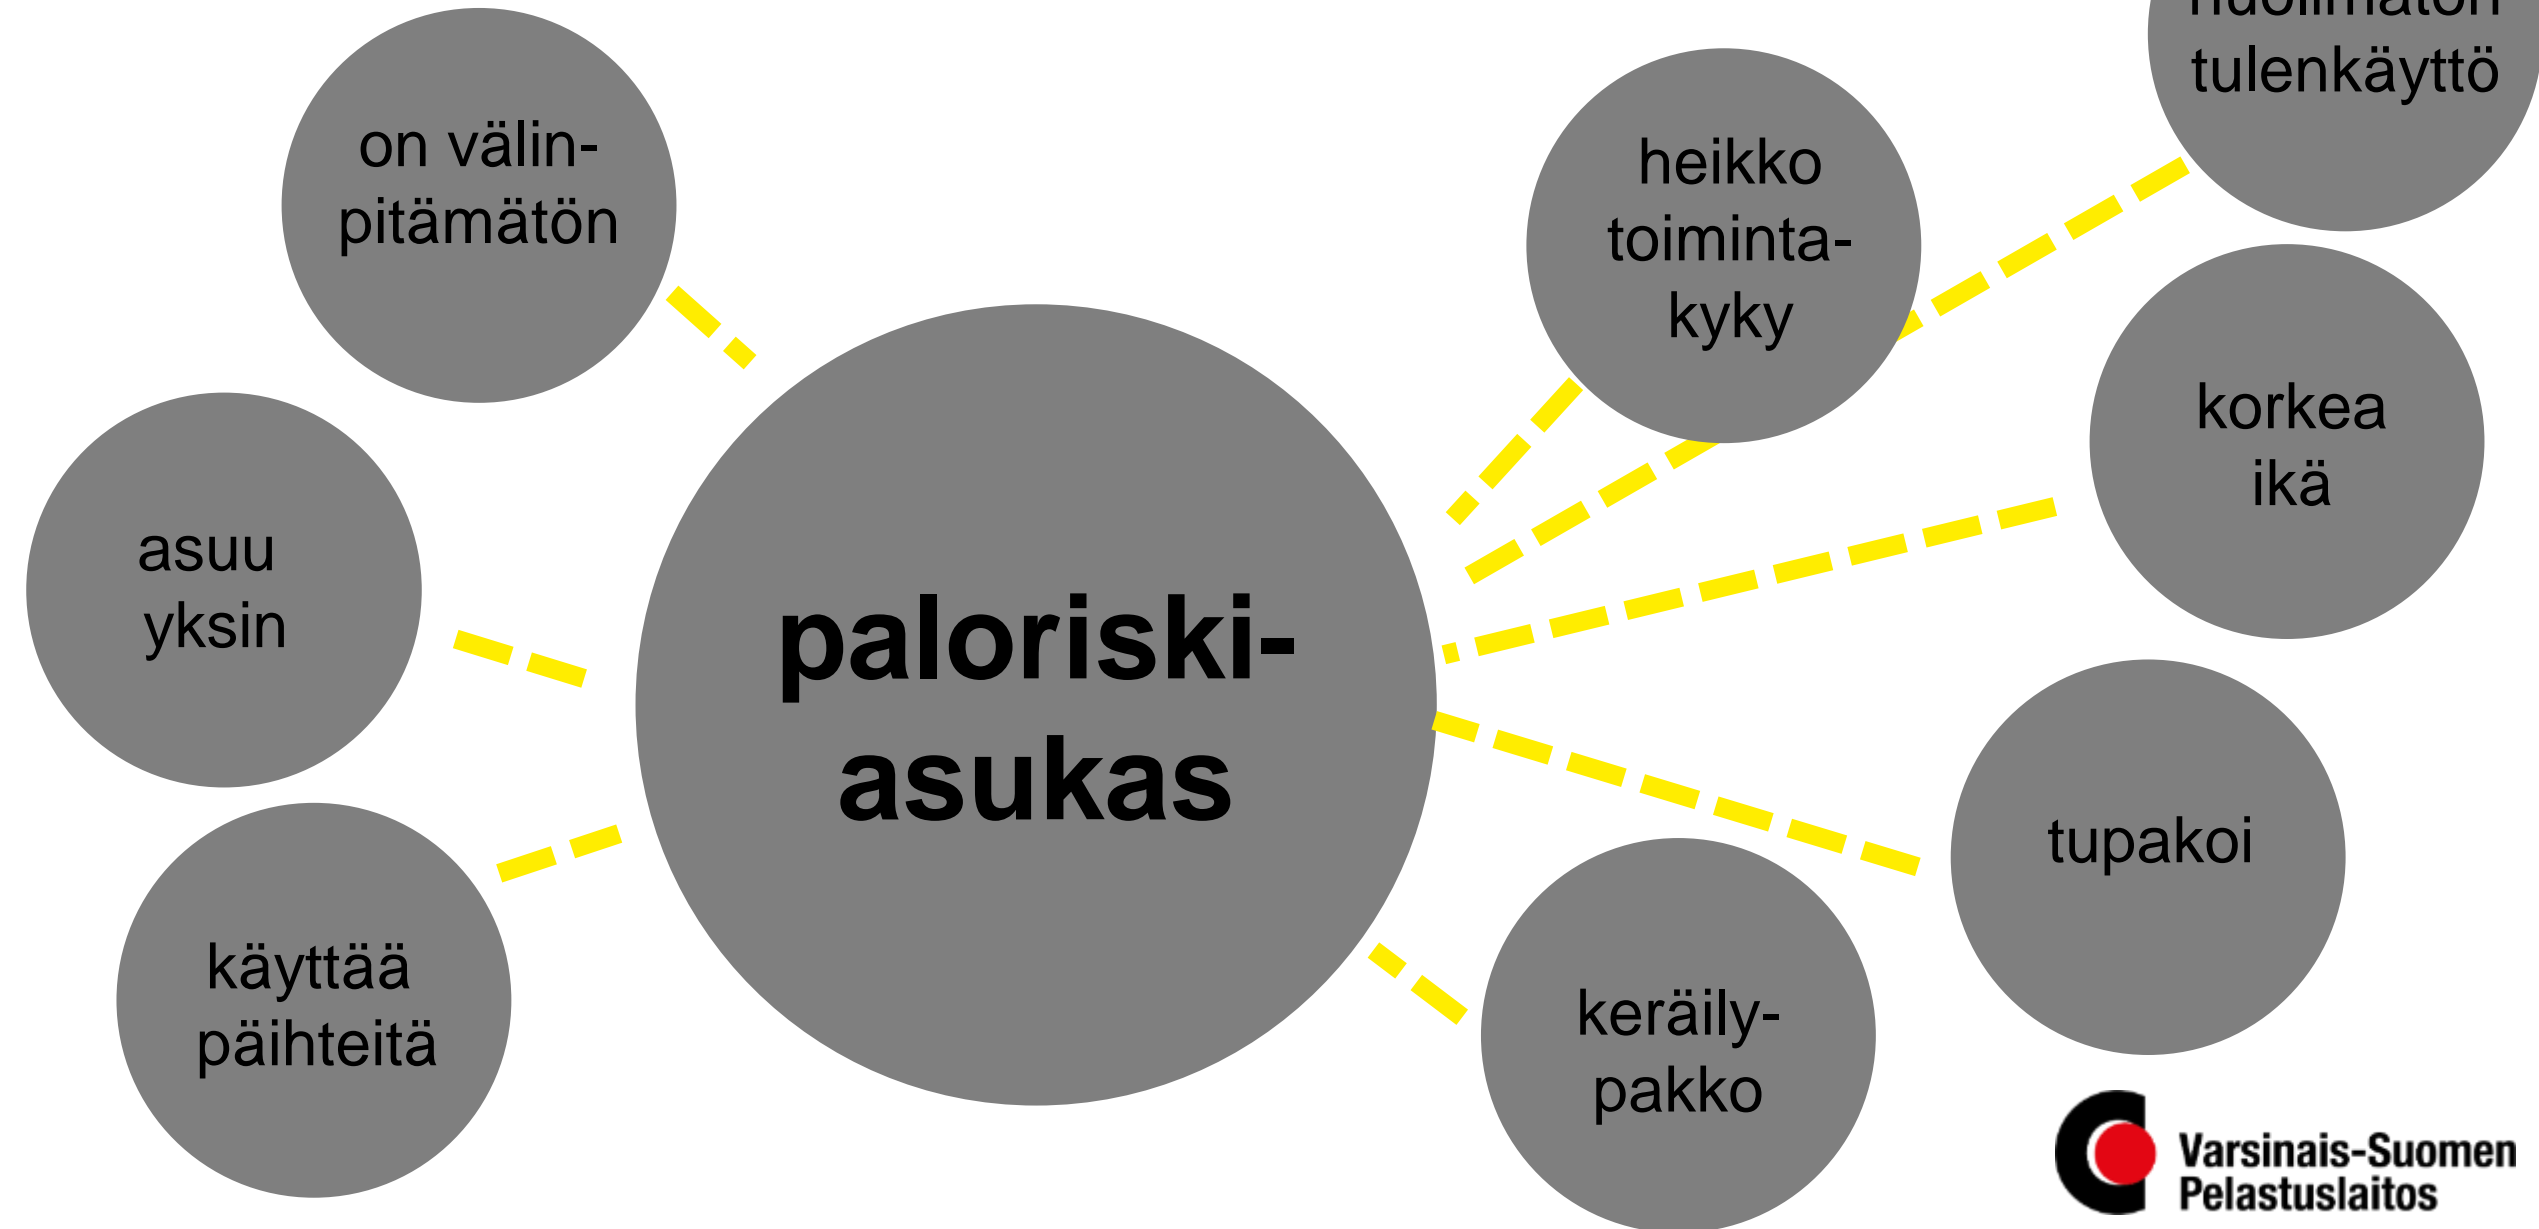 on välin-
pitämätön
heikko
toiminta-
kyky
huolimaton
tulenkäyttö
korkea
ikä
asuu
yksin
paloriski-
asukas
tupakoi
käyttää
päihteitä
keräily-
pakko
Varsinais-Suomen
Pelastuslaitos